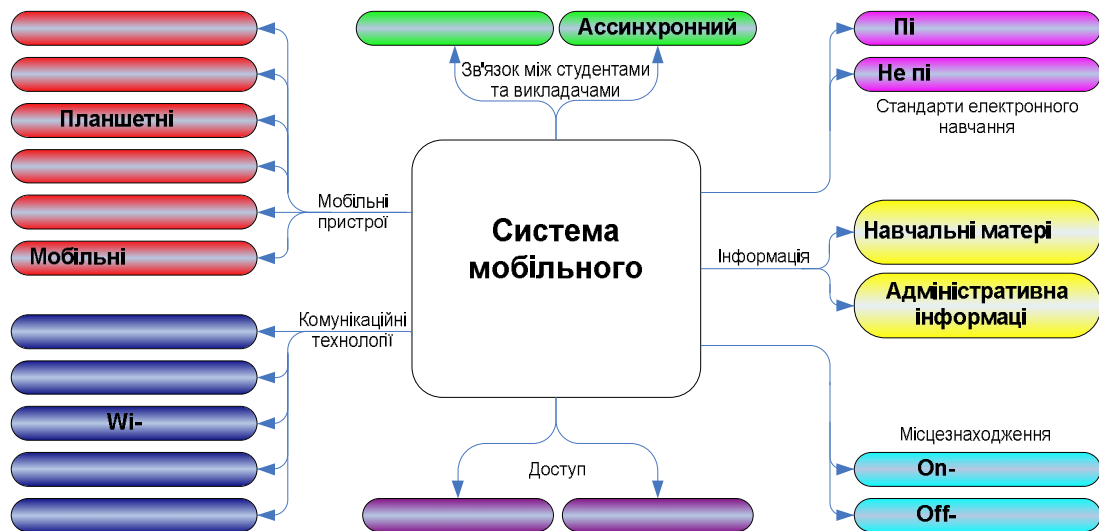 Ассинхронний
Зв'язок між студентами
та викладачами
Пі
Не пі
Стандарти електронного
навчання
Планшетні
Мобільні
Мобільні
пристрої
Система
мобільного
Інформація
Навчальні матері
Адміністративна
інформаці
Комунікаційні
технології
Wi-
Доступ
Місцезнаходження
On-
Off-